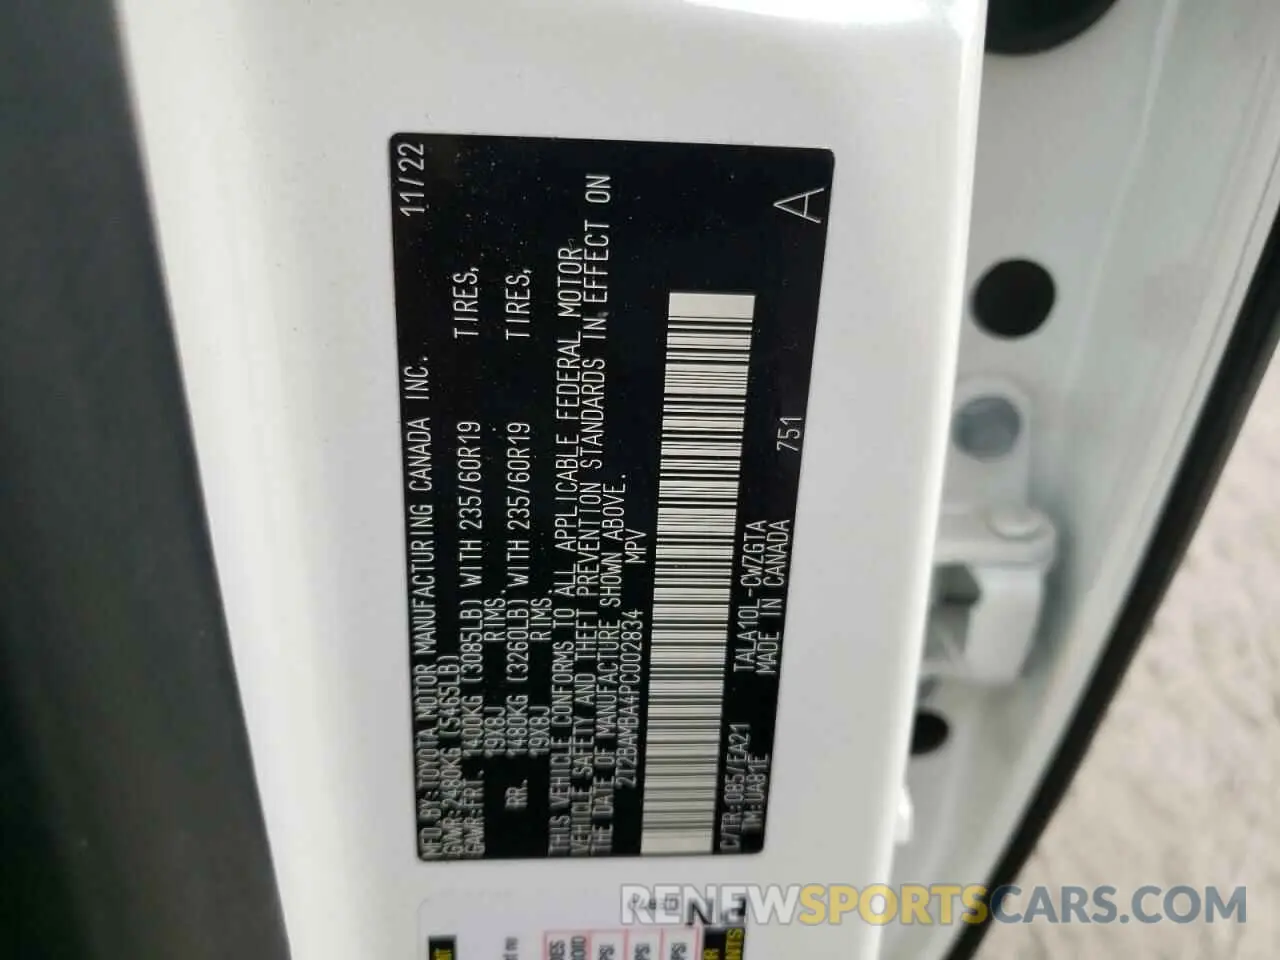 MFD.BY:TOYOTA MOTOR MANUFACTURING CANADA INC. 11/22
GVWR:2480KG (5465LB)
GAWR:FRT. 1400KG (3085LB) WITH 235/60R19 TIRES,
19X8J RIMS.
RR. 1480KG (3260LB) WITH 235/60R19 TIRES,
19X8J RIMS.
THIS VEHICLE CONFORMS TO ALL APPLICABLE FEDERAL MOTOR
VEHICLE SAFETY AND THEFT PREVENTION STANDARDS IN EFFECT ON
THE DATE OF MANUFACTURE SHOWN ABOVE.
2T2BAMBA4PC002834 MPV
C/TR:085/EA21 TALA10L-CWZGTA
TM:UA81E MADE IN CANADA 751 A
RENEWSPORTSCARS.COM